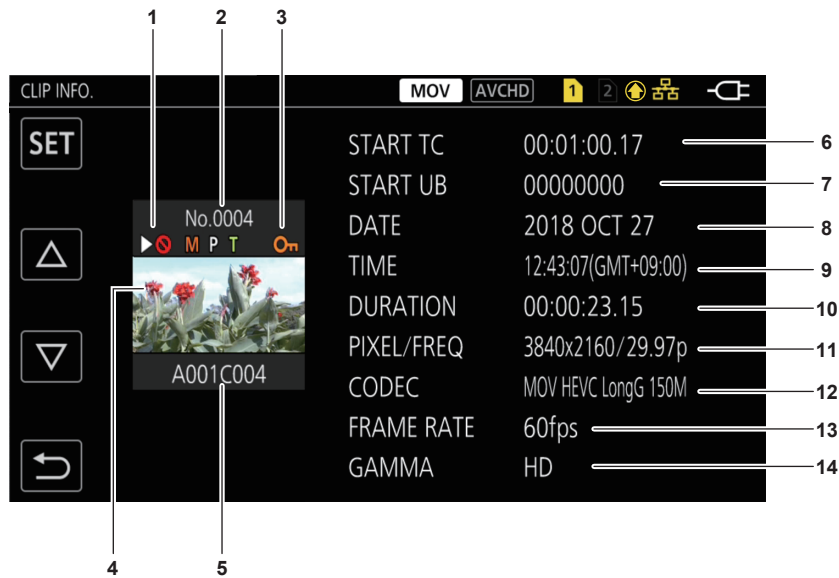 1 2 3
CLIP INFO. MOV AVCHD 1 2
SET
START TC 00:01:00.17 6
START UB 00000000 7
No.0004
M P T
DATE 2018 OCT 27 8
TIME 12:43:07(GMT+09:00) 9
DURATION 00:00:23.15 10
PIXEL/FREQ 3840x2160/29.97p 11
A001C004
CODEC MOV HEVC LongG 150M 12
FRAME RATE 60fps 13
GAMMA HD 14
4 5